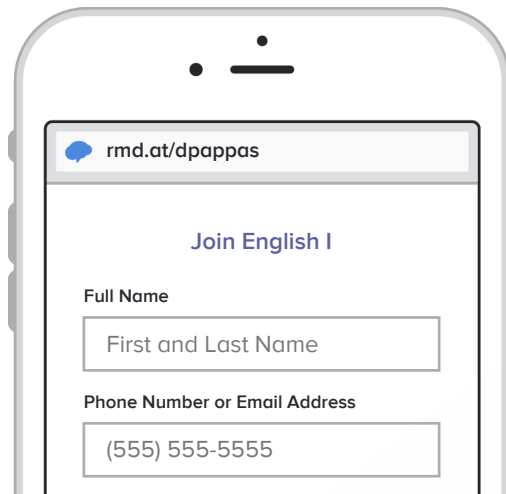 rmd.at/dpappas
Join English I
Full Name
First and Last Name
Phone Number or Email Address
(555) 555-5555